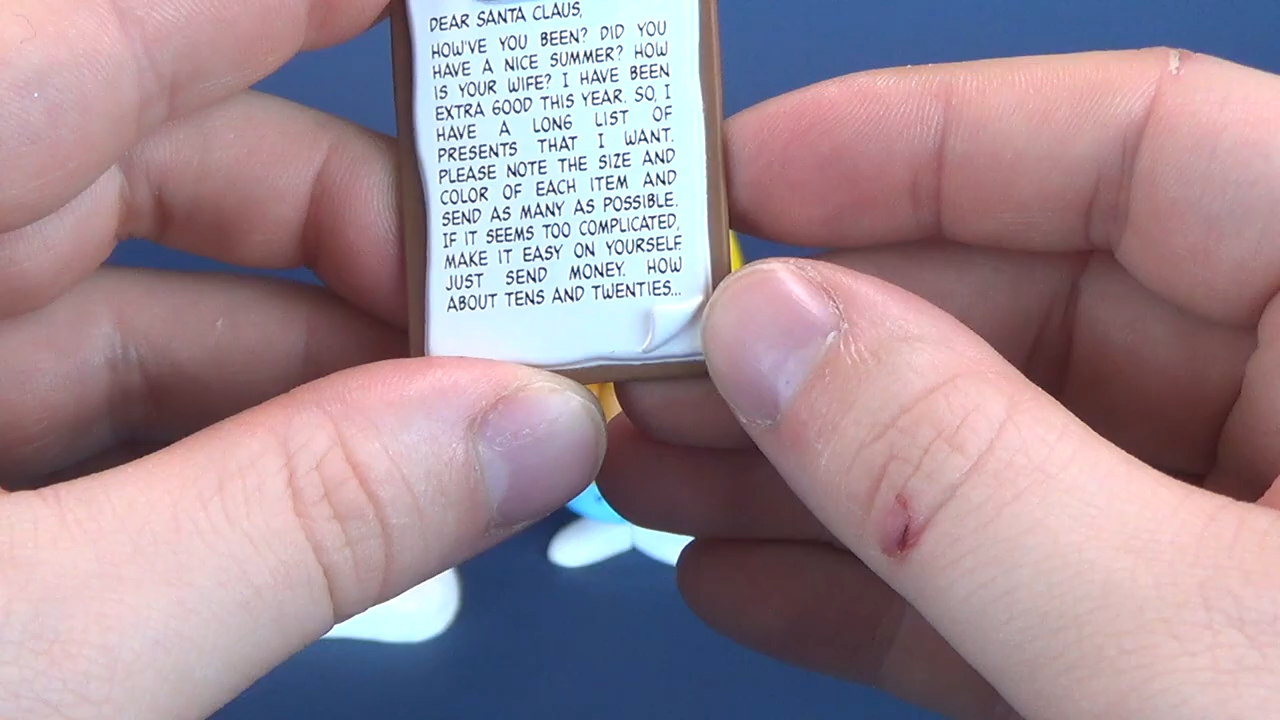 DEAR SANTA CLAUS,
HOW'VE YOU BEEN? DID YOU
HAVE A NICE SUMMER? HOW
IS YOUR WIFE? I HAVE BEEN
EXTRA GOOD THIS YEAR. SO, I
HAVE A LONG LIST OF
PRESENTS THAT I WANT.
PLEASE NOTE THE SIZE AND
COLOR OF EACH ITEM AND
SEND AS MANY AS POSSIBLE.
IF IT SEEMS TOO COMPLICATED,
MAKE IT EASY ON YOURSELF
JUST SEND MONEY. HOW
ABOUT TENS AND TWENTIES...